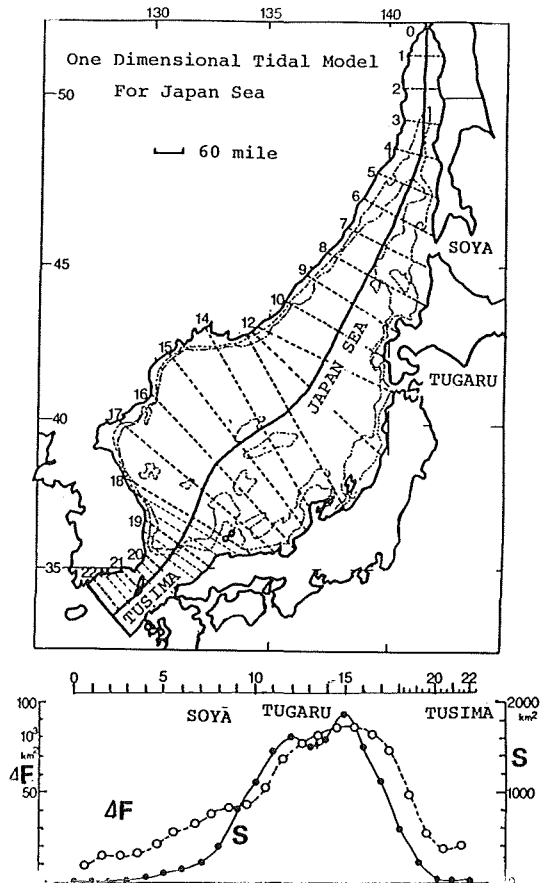 130 135 140
One Dimensional Tidal Model
For Japan Sea
60 mile
50
45
40
35
0
1
2
3
4
5
6
7
8
9
10
12
14
15
16
17
18
19
20
21
22
SOYA
TUGARU
JAPAN SEA
TUSIMA
0 5 10 15 20 22
SOYĀ TUGARU TUSIMA
100
10³
km²
ΔF
50
0
ΔF
S
2000
km²
S
1000
0